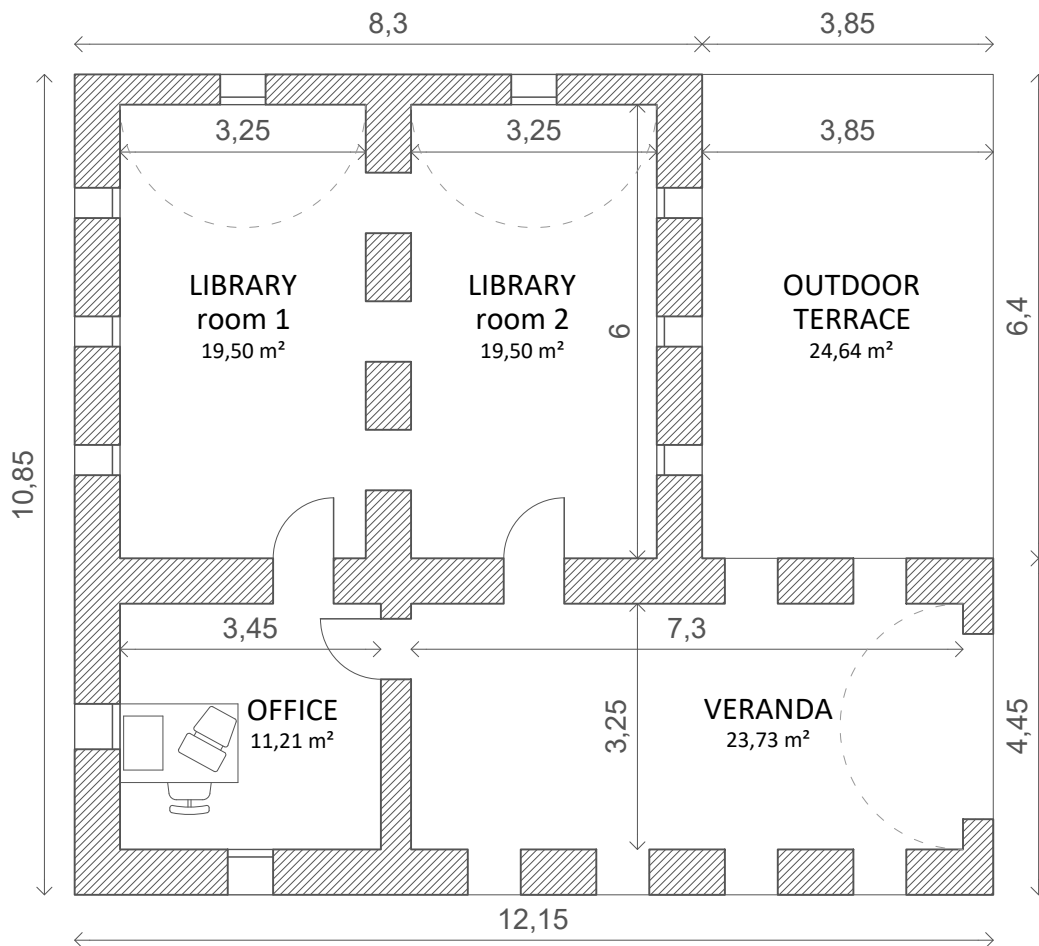 8,3
3,85
3,25
3,25
3,85
LIBRARY
room 1
19,50 m²
LIBRARY
room 2
19,50 m²
6
OUTDOOR
TERRACE
24,64 m²
6,4
10,85
3,45
7,3
OFFICE
11,21 m²
3,25
VERANDA
23,73 m²
4,45
12,15